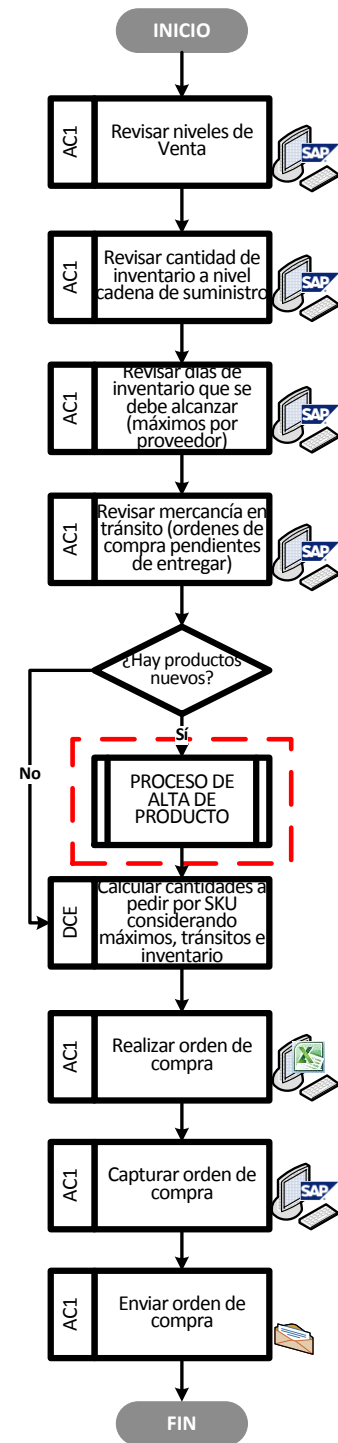 INICIO
AC1
Revisar niveles de
Venta
SAP
AC1
Revisar cantidad de
inventario a nivel
cadena de suministro
SAP
AC1
Revisar días de
inventario que se
debe alcanzar
(máximos por
proveedor)
SAP
AC1
Revisar mercancía en
tránsito (ordenes de
compra pendientes
de entregar)
SAP
¿Hay productos
nuevos?
Sí
No
PROCESO DE
ALTA DE
PRODUCTO
DCE
Calcular cantidades a
pedir por SKU
considerando
máximos, tránsitos e
inventario
AC1
Realizar orden de
compra
AC1
Capturar orden de
compra
SAP
AC1
Enviar orden de
compra
FIN